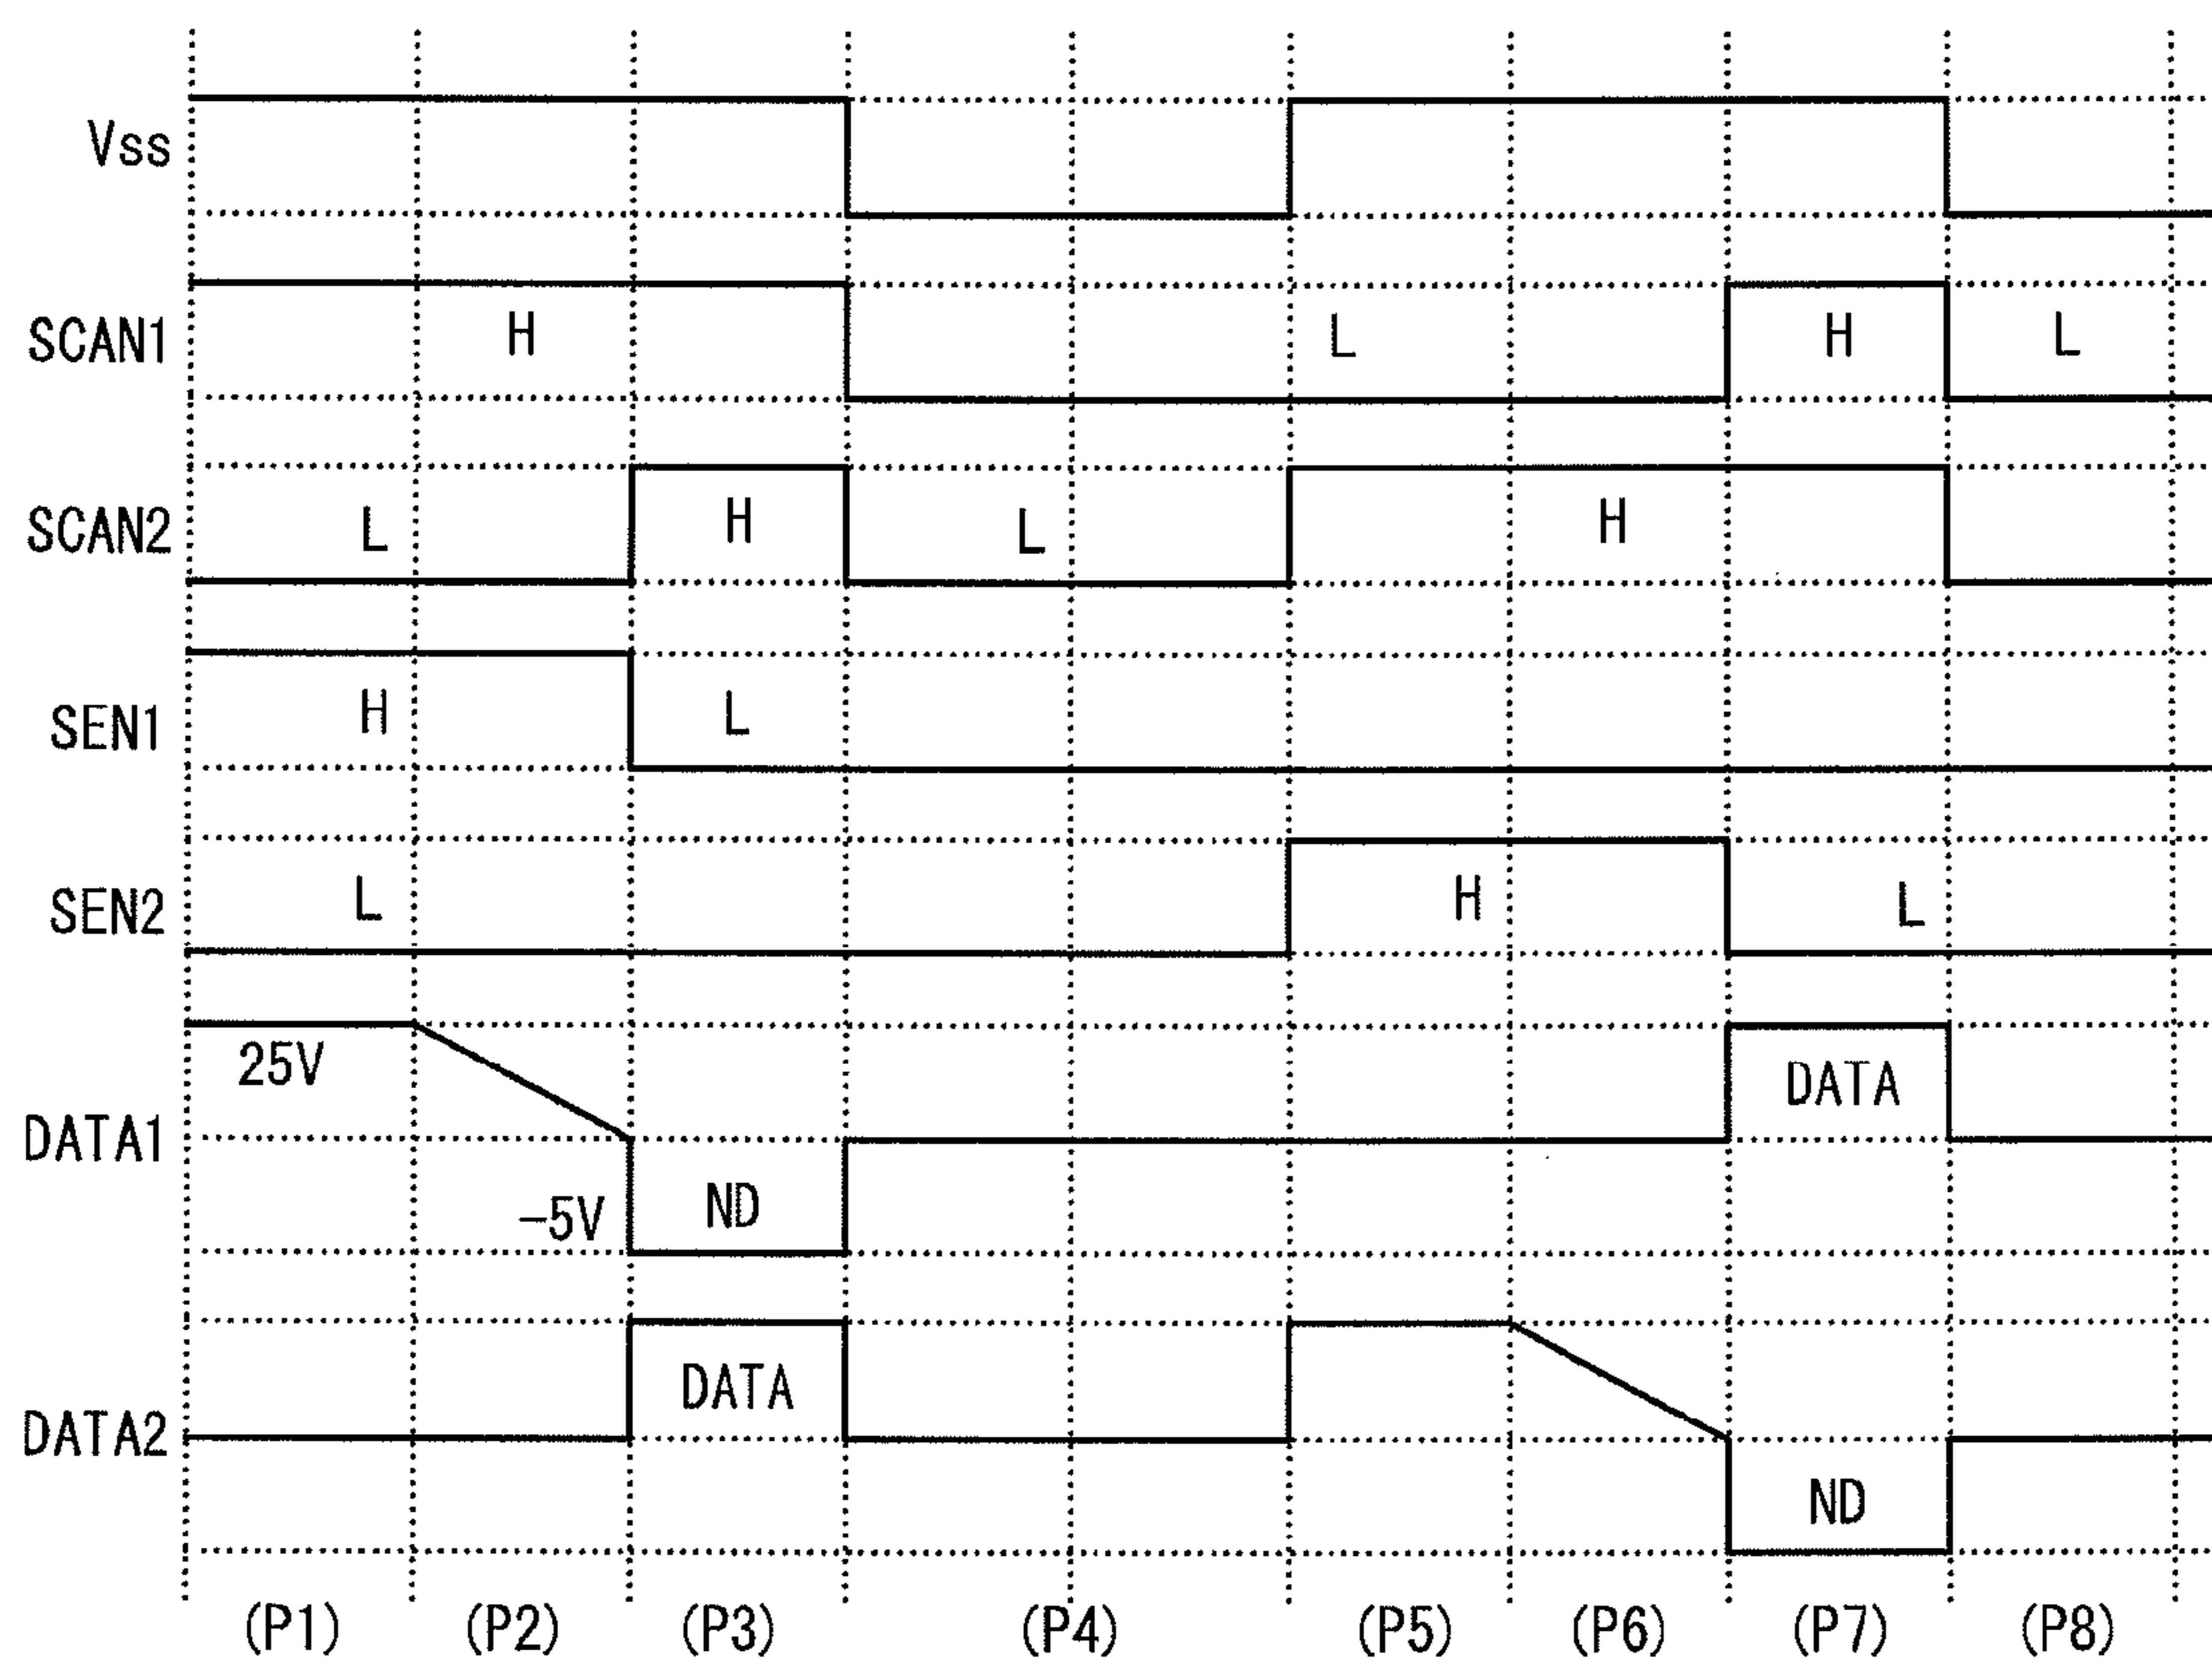 Vss
SCAN1 H L H L
SCAN2 L H L H
SEN1 H L
SEN2 L H L
25V
DATA1 DATA
-5V ND
DATA2 DATA
ND
(P1) (P2) (P3) (P4) (P5) (P6) (P7) (P8)